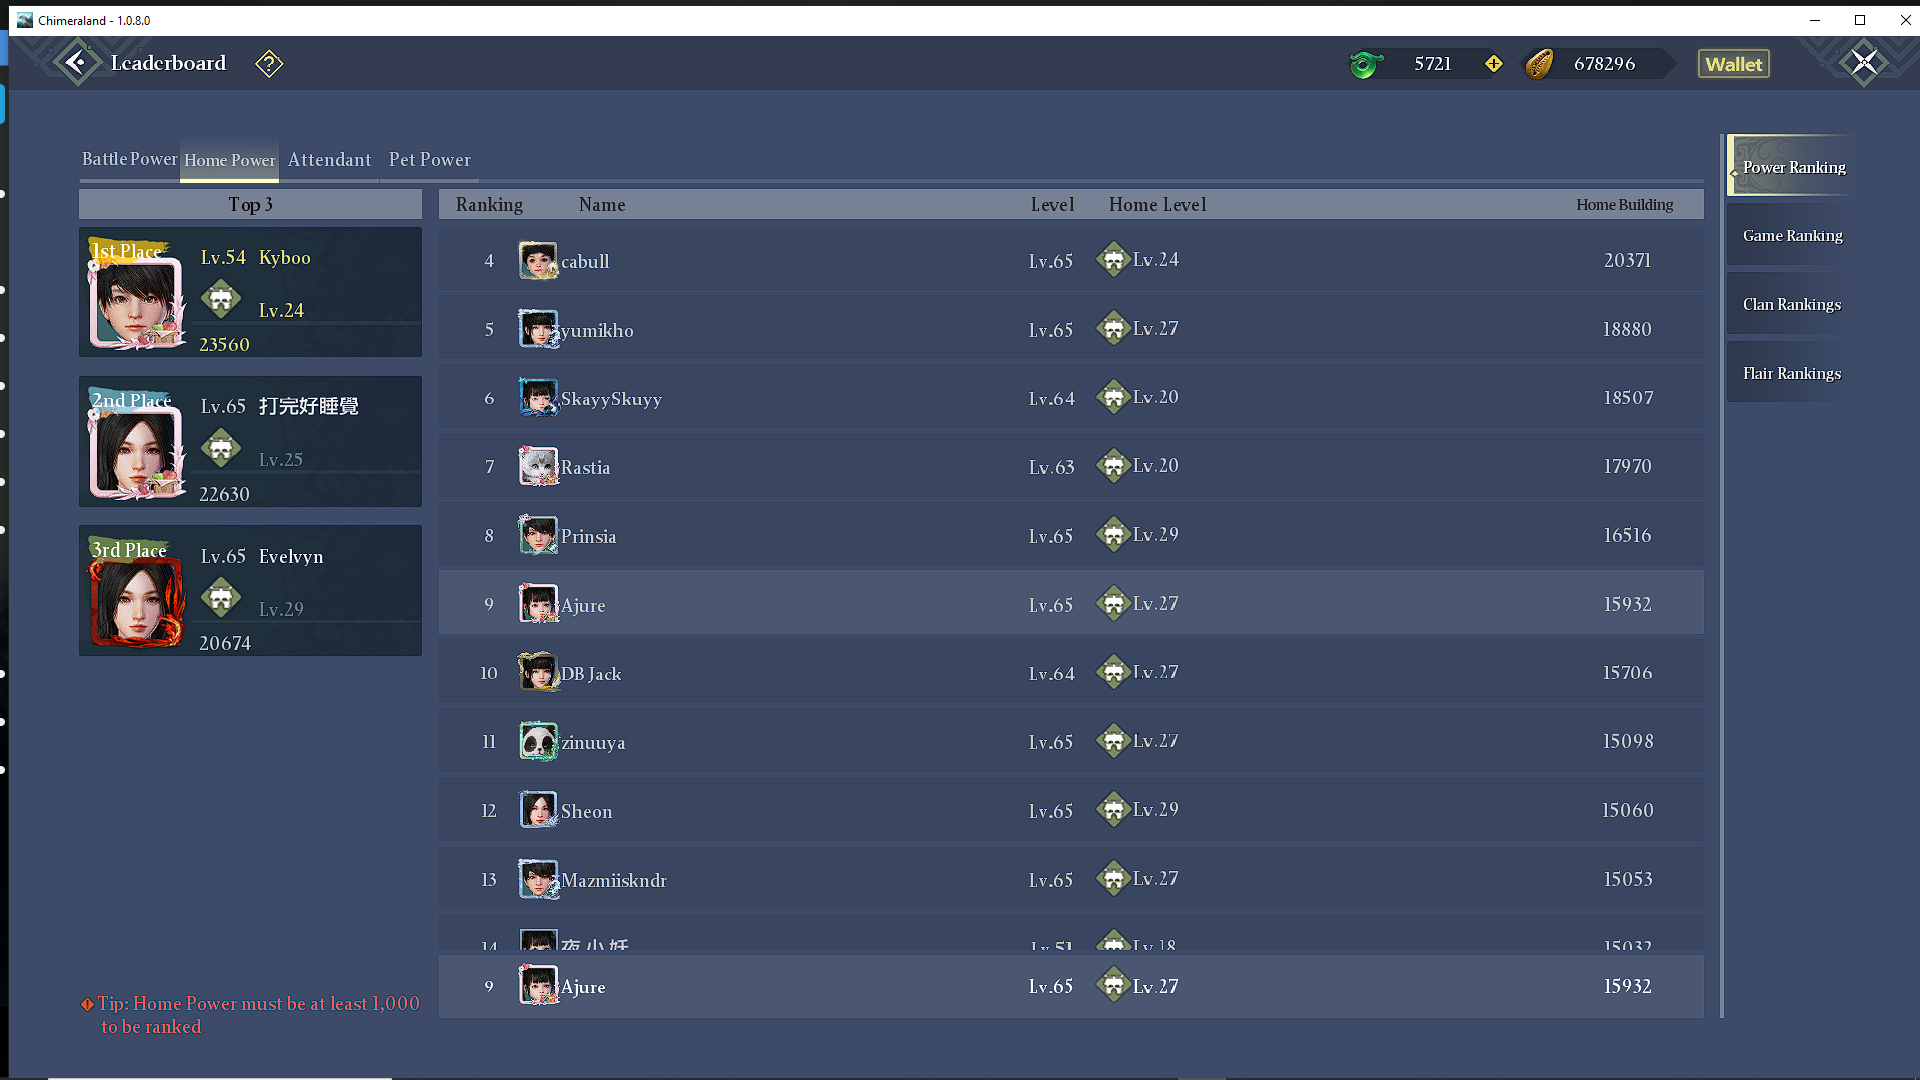 Chimeraland - 1.0.8.0
Leaderboard
5721
678296
Wallet
Battle Power Home Power Attendant Pet Power
Top 3
1st Place
Lv.54 Kyboo
Lv.24
23560
2nd Place
Lv.65 打完好睡覺
Lv.25
22630
3rd Place
Lv.65 Evelvyn
Lv.29
20674
Tip: Home Power must be at least 1,000
to be ranked
Ranking Name Level Home Level Home Building
4 cabull Lv.65 Lv.24 20371
5 yumikho Lv.65 Lv.27 18880
6 SkayySkuyy Lv.64 Lv.20 18507
7 Rastia Lv.63 Lv.20 17970
8 Prinsia Lv.65 Lv.29 16516
9 Ajure Lv.65 Lv.27 15932
10 DB Jack Lv.64 Lv.27 15706
11 zinuuya Lv.65 Lv.27 15098
12 Sheon Lv.65 Lv.29 15060
13 Mazmiiskndr Lv.65 Lv.27 15053
14 夜小妖 Lv.51 Lv.18 15032
9 Ajure Lv.65 Lv.27 15932
Power Ranking
Game Ranking
Clan Rankings
Flair Rankings